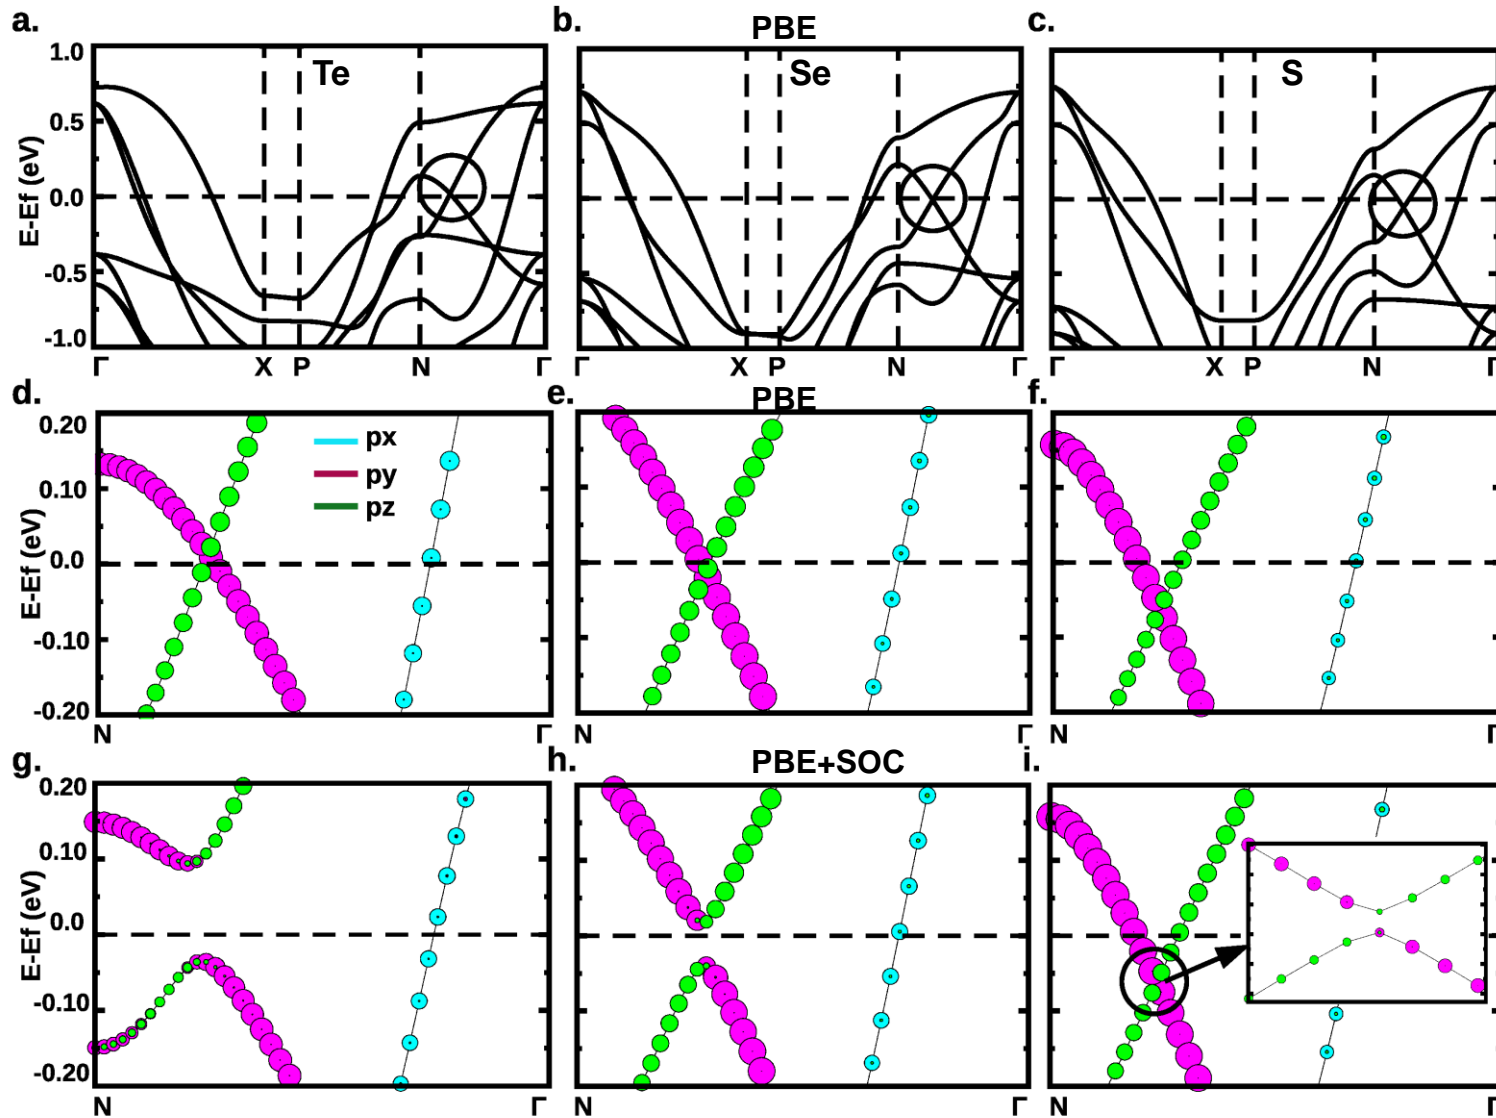 a.
b.
PBE
c.
1.0
0.5
0.0
-0.5
-1.0
E-Ef (eV)
Te
Se
S
Γ X P N Γ
Γ X P N Γ
Γ X P N Γ
d.
e.
PBE
f.
0.20
0.10
0.0
-0.10
-0.20
E-Ef (eV)
px
py
pz
N Γ
N Γ
N Γ
g.
h.
PBE+SOC
i.
0.20
0.10
0.0
-0.10
-0.20
E-Ef (eV)
N Γ
N Γ
N Γ